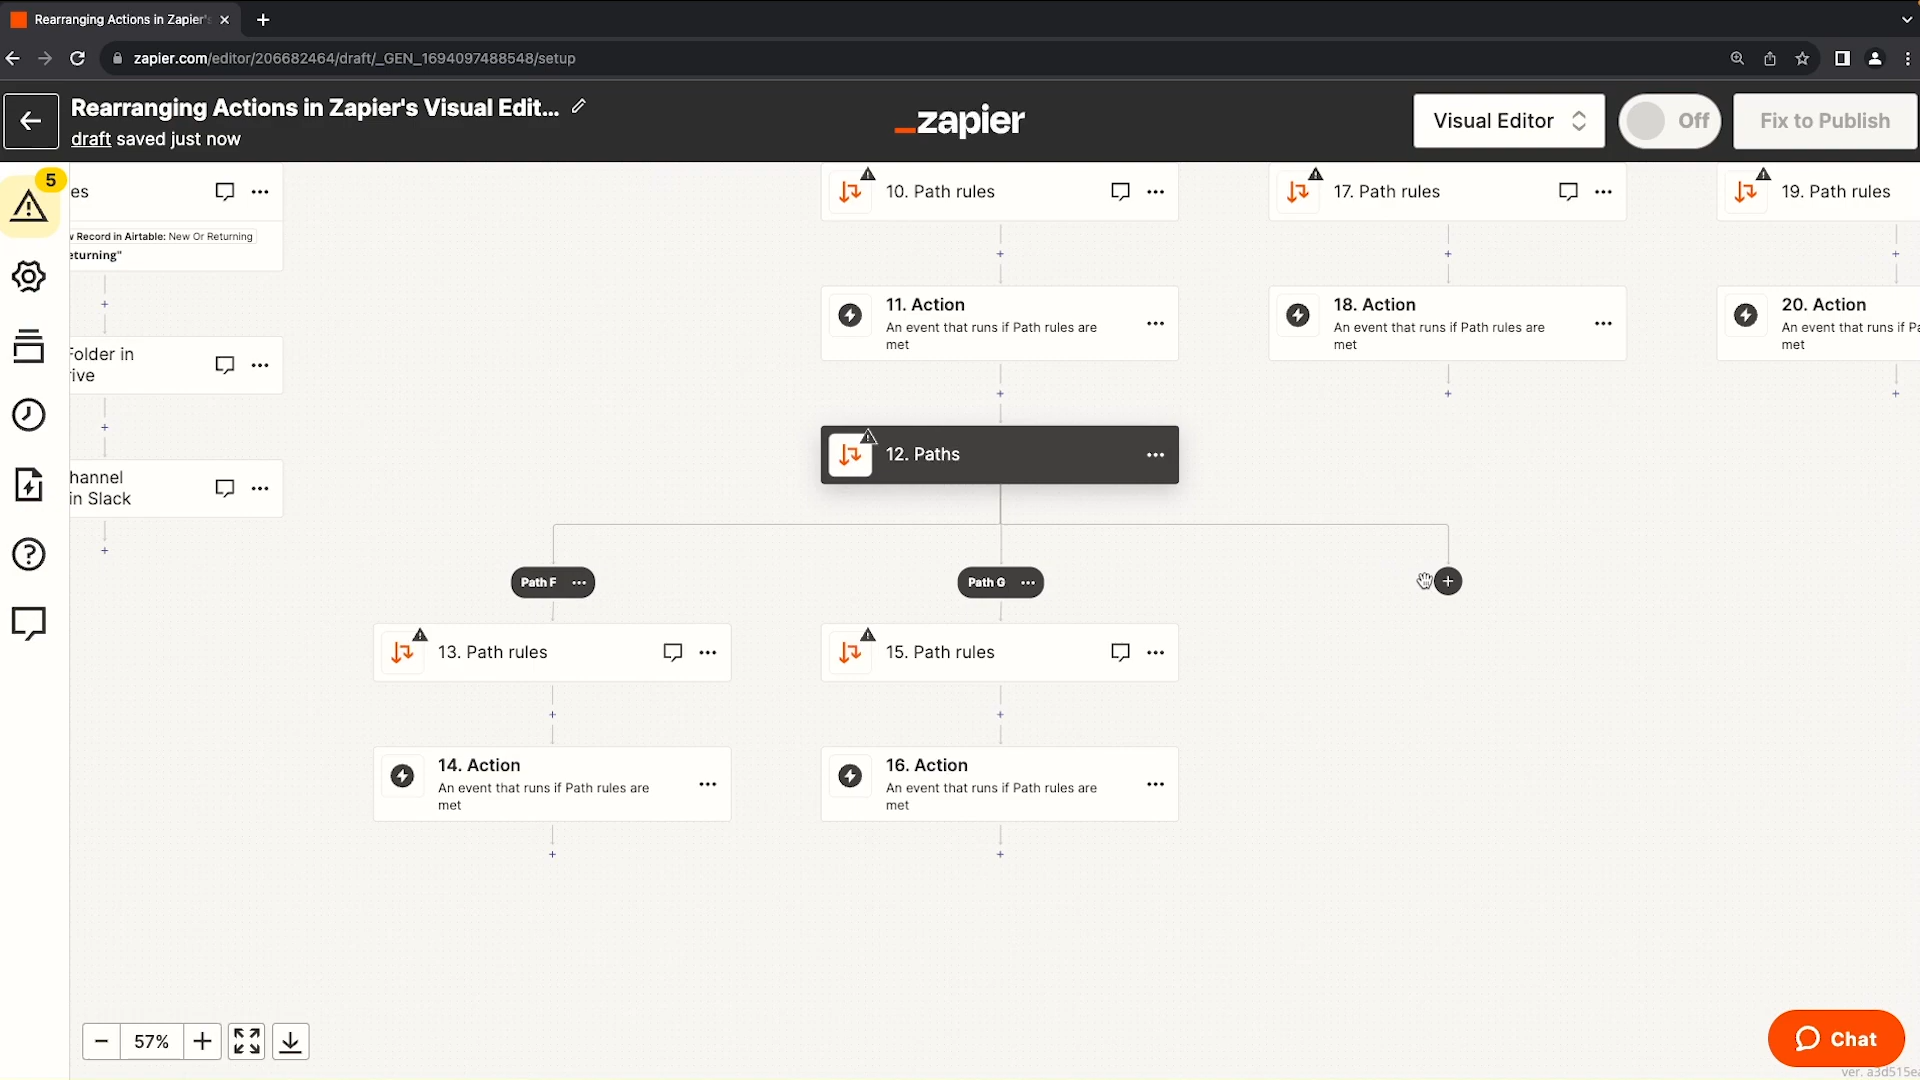 Rearranging Actions in Zapier's
zapier.com/editor/206682464/draft/_GEN_1694097488548/setup
Rearranging Actions in Zapier's Visual Edit...
draft saved just now
zapier
Visual Editor
Off
Fix to Publish
5
es
w Record in Airtable: New Or Returning
eturning"
Folder in
ive
hannel
in Slack
10. Path rules
17. Path rules
19. Path rules
11. Action
An event that runs if Path rules are
met
18. Action
An event that runs if Path rules are
met
20. Action
An event that runs if Pa
met
12. Paths
Path F
Path G
13. Path rules
15. Path rules
14. Action
An event that runs if Path rules are
met
16. Action
An event that runs if Path rules are
met
57%
Chat
ver. a3d515ea